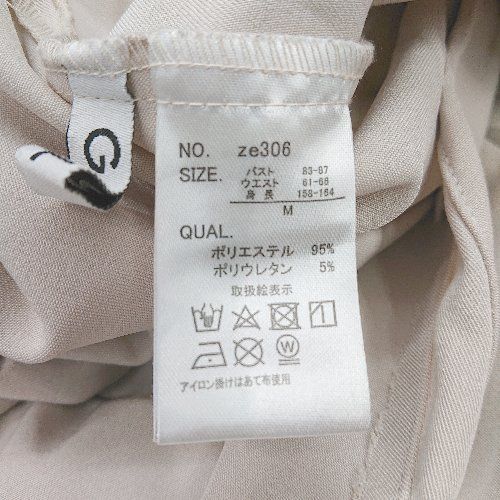 G
NO. ze306
SIZE. バスト 83-87
ウエスト 61-66
身長 158-164
M
QUAL.
ポリエステル 95%
ポリウレタン 5%
取扱絵表示
W
アイロン掛けはあて布使用